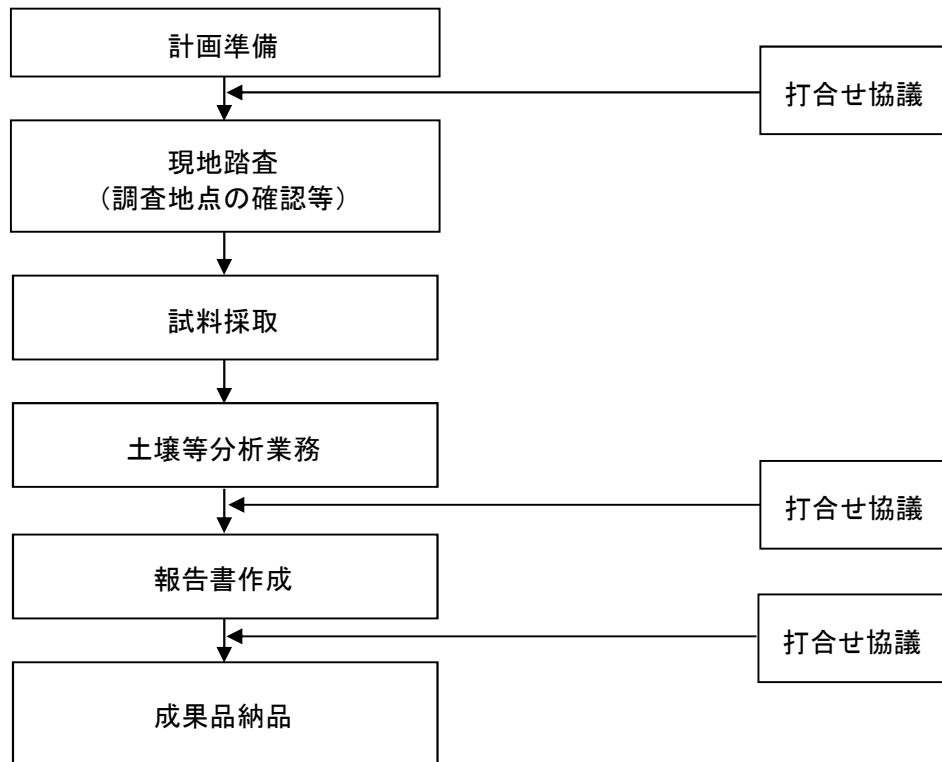 計画準備
打合せ協議
現地踏査
（調査地点の確認等）
試料採取
土壌等分析業務
打合せ協議
報告書作成
打合せ協議
成果品納品